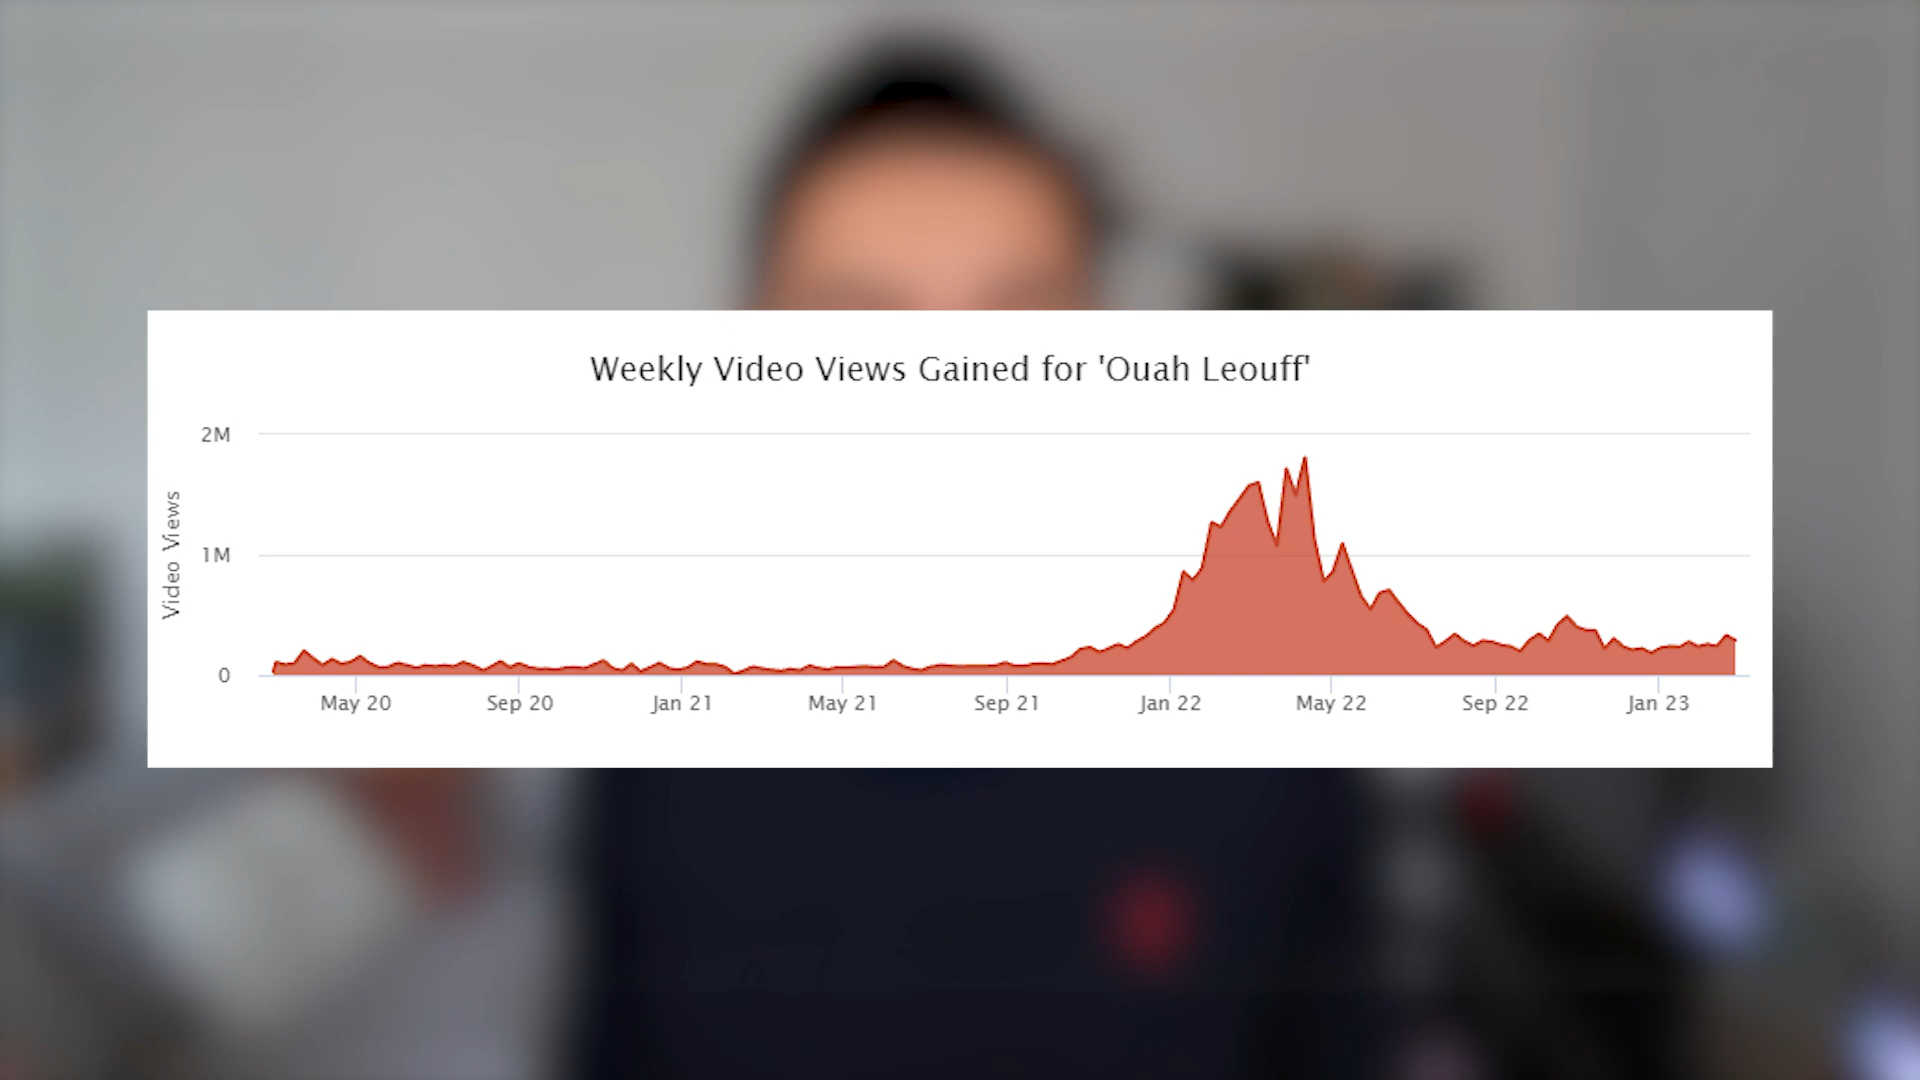 Weekly Video Views Gained for 'Ouah Leouff'
2M
1M
0
Video Views
May 20
Sep 20
Jan 21
May 21
Sep 21
Jan 22
May 22
Sep 22
Jan 23